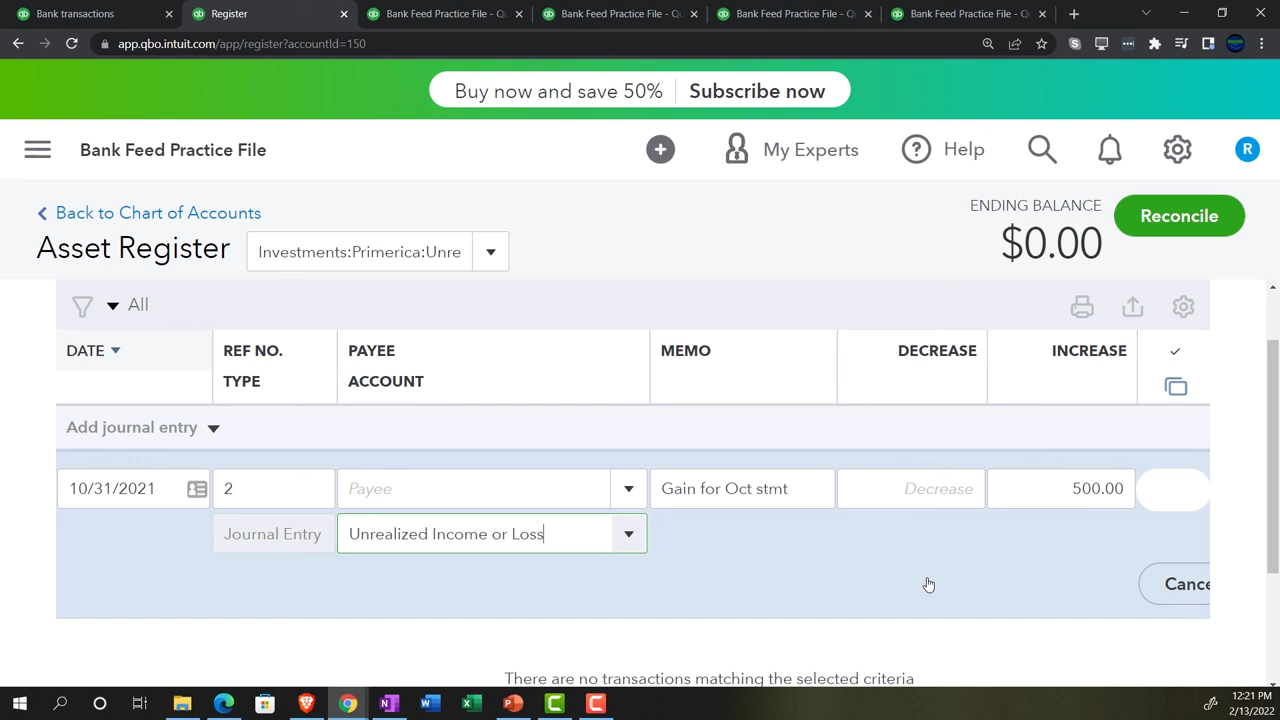 Bank transactions
Register
Bank Feed Practice File - Q
Bank Feed Practice File - Qu
Bank Feed Practice File - Qu
Bank Feed Practice File - Q
app.qbo.intuit.com/app/register?accountId=150
Buy now and save 50% Subscribe now
Bank Feed Practice File
My Experts
Help
R
Back to Chart of Accounts
ENDING BALANCE
Reconcile
Asset Register
Investments:Primerica:Unre
$0.00
All
DATE REF NO. PAYEE MEMO DECREASE INCREASE
TYPE ACCOUNT
Add journal entry
10/31/2021 2 Payee Gain for Oct stmt Decrease 500.00
Journal Entry Unrealized Income or Loss
Cance
There are no transactions matching the selected criteria
12:21 PM
2/13/2022